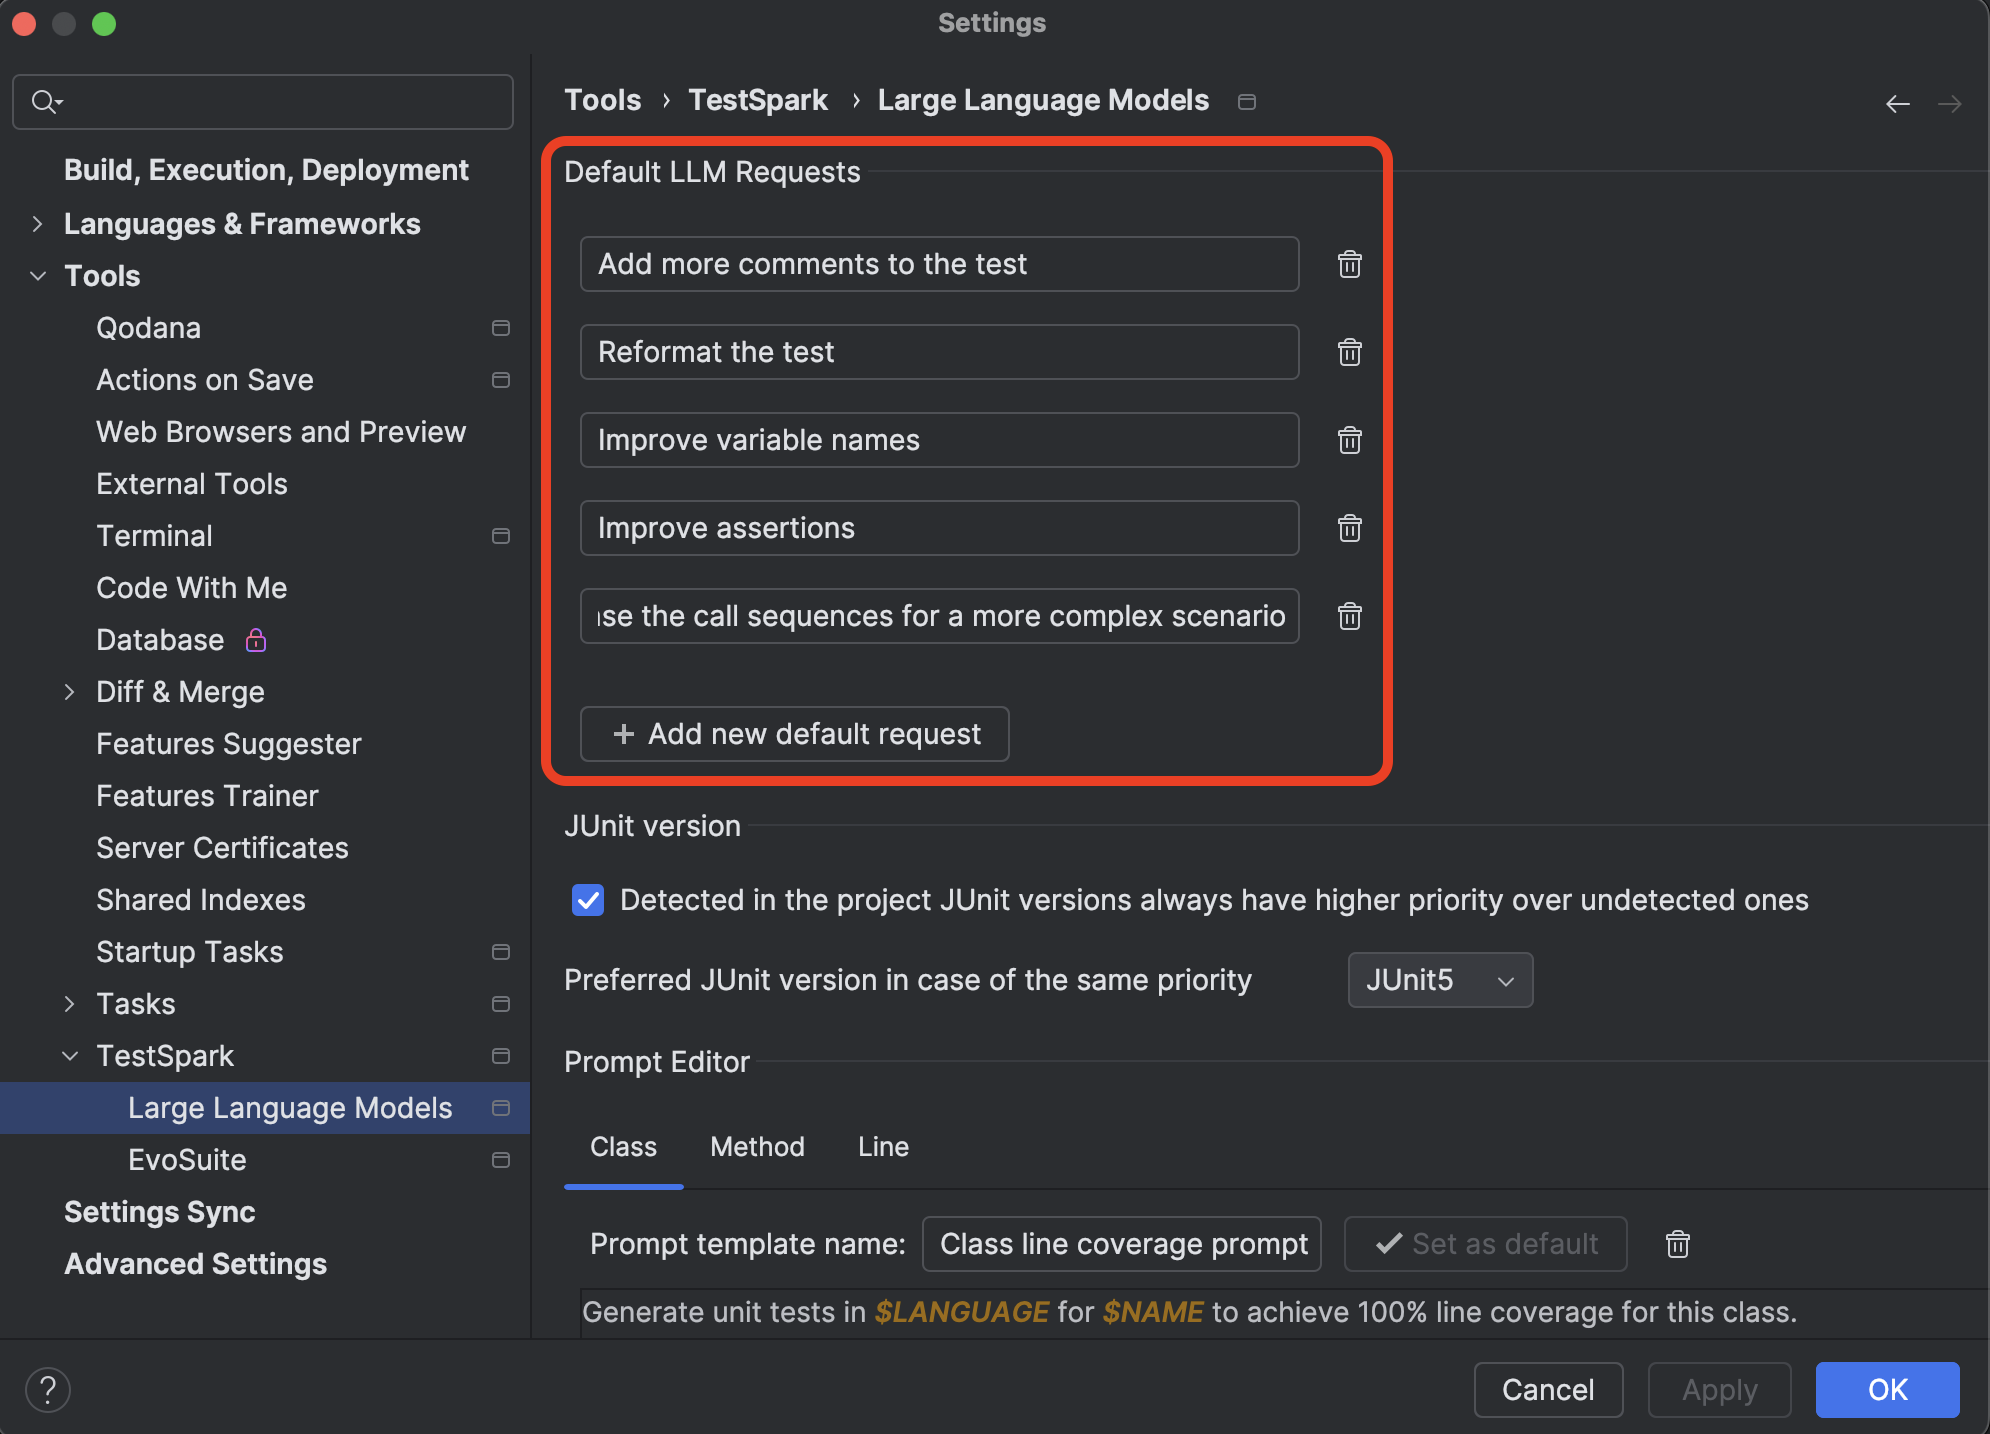 Settings
Build, Execution, Deployment
Languages & Frameworks
Tools
Qodana
Actions on Save
Web Browsers and Preview
External Tools
Terminal
Code With Me
Database
Diff & Merge
Features Suggester
Features Trainer
Server Certificates
Shared Indexes
Startup Tasks
Tasks
TestSpark
Large Language Models
EvoSuite
Settings Sync
Advanced Settings
Tools › TestSpark › Large Language Models
Default LLM Requests
Add more comments to the test
Reformat the test
Improve variable names
Improve assertions
se the call sequences for a more complex scenario
+ Add new default request
JUnit version
Detected in the project JUnit versions always have higher priority over undetected ones
Preferred JUnit version in case of the same priority JUnit5
Prompt Editor
Class Method Line
Prompt template name: Class line coverage prompt Set as default
Generate unit tests in $LANGUAGE for $NAME to achieve 100% line coverage for this class.
? Cancel Apply OK